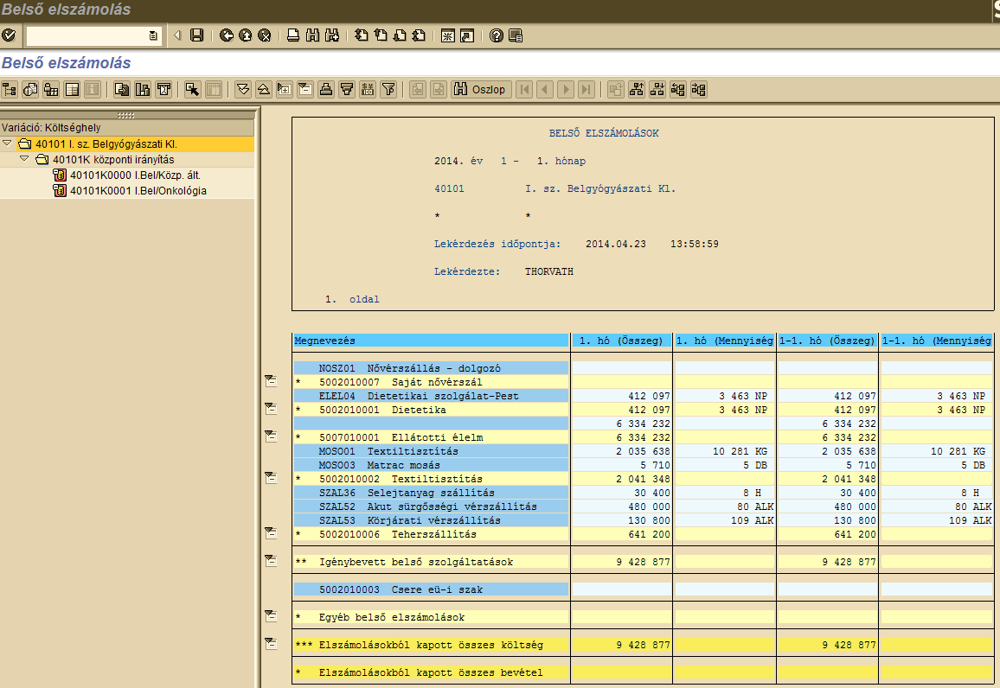 Belső elszámolás
Belső elszámolás
Oszlop
Variáció: Költséghely
40101 I. sz. Belgyógyászati Kl.
40101K központi irányítás
40101K0000 I.Bel/Közp. ált.
40101K0001 I.Bel/Onkológia
BELSŐ ELSZÁMOLÁSOK
2014. év 1 - 1. hónap
40101 I. sz. Belgyógyászati Kl.
* *
Lekérdezés időpontja: 2014.04.23 13:58:59
Lekérdezte: THORVATH
1. oldal
Megnevezés 1. hó (Összeg) 1. hó (Mennyiség 1-1. hó (Összeg) 1-1. hó (Mennyiség
NOSZ01 Nővérszállás - dolgozó
* 5002010007 Saját nővérszál
ELEL04 Dietetikai szolgálat-Pest 412 097 3 463 NP 412 097 3 463 NP
* 5002010001 Dietetika 412 097 3 463 NP 412 097 3 463 NP
6 334 232 6 334 232
* 5007010001 Ellátotti élelm 6 334 232 6 334 232
MOSO01 Textiltisztítás 2 035 638 10 281 KG 2 035 638 10 281 KG
MOSO03 Matrac mosás 5 710 5 DB 5 710 5 DB
* 5002010002 Textiltisztítás 2 041 348 2 041 348
SZAL36 Selejtanyag szállítás 30 400 8 H 30 400 8 H
SZAL52 Akut sürgősségi vérszállítás 480 000 80 ALK 480 000 80 ALK
SZAL53 Körjárati vérszállítás 130 800 109 ALK 130 800 109 ALK
* 5002010006 Teherszállítás 641 200 641 200
** Igénybevett belső szolgáltatások 9 428 877 9 428 877
5002010003 Csere eü-i szak
* Egyéb belső elszámolások
*** Elszámolásokból kapott összes költség 9 428 877 9 428 877
* Elszámolásokból kapott összes bevétel